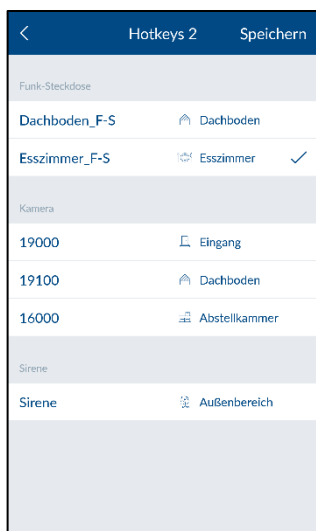 Hotkeys 2 Speichern
Funk-Steckdose
Dachboden_F-S Dachboden
Esszimmer_F-S Esszimmer
Kamera
19000 Eingang
19100 Dachboden
16000 Abstellkammer
Sirene
Sirene Außenbereich